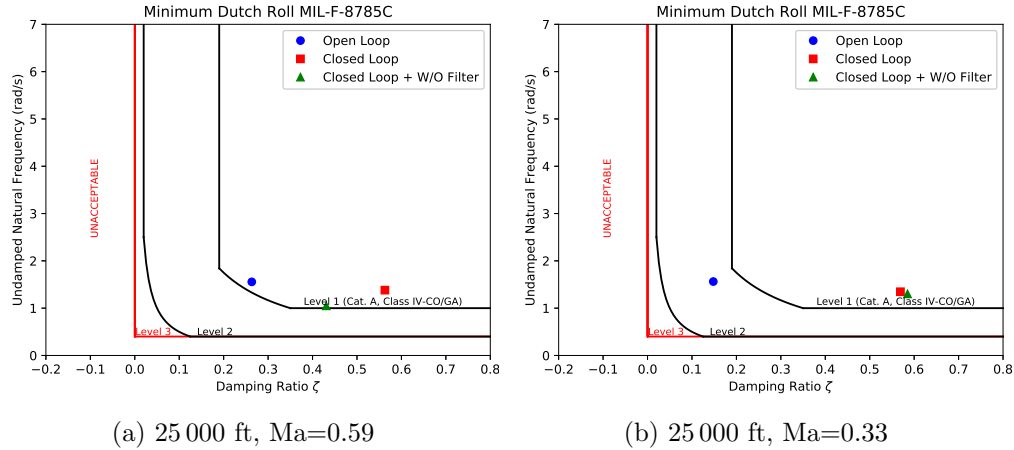 Minimum Dutch Roll MIL-F-8785C
7
6
5
4
3
2
1
0
Undamped Natural Frequency (rad/s)
Open Loop
Closed Loop
Closed Loop + W/O Filter
UNACCEPTABLE
Level 1 (Cat. A, Class IV-CO/GA)
Level 3
Level 2
−0.2 −0.1 0.0 0.1 0.2 0.3 0.4 0.5 0.6 0.7 0.8
Damping Ratio ζ
(a) 25 000 ft, Ma=0.59
Minimum Dutch Roll MIL-F-8785C
7
6
5
4
3
2
1
0
Undamped Natural Frequency (rad/s)
Open Loop
Closed Loop
Closed Loop + W/O Filter
UNACCEPTABLE
Level 1 (Cat. A, Class IV-CO/GA)
Level 3
Level 2
−0.2 −0.1 0.0 0.1 0.2 0.3 0.4 0.5 0.6 0.7 0.8
Damping Ratio ζ
(b) 25 000 ft, Ma=0.33